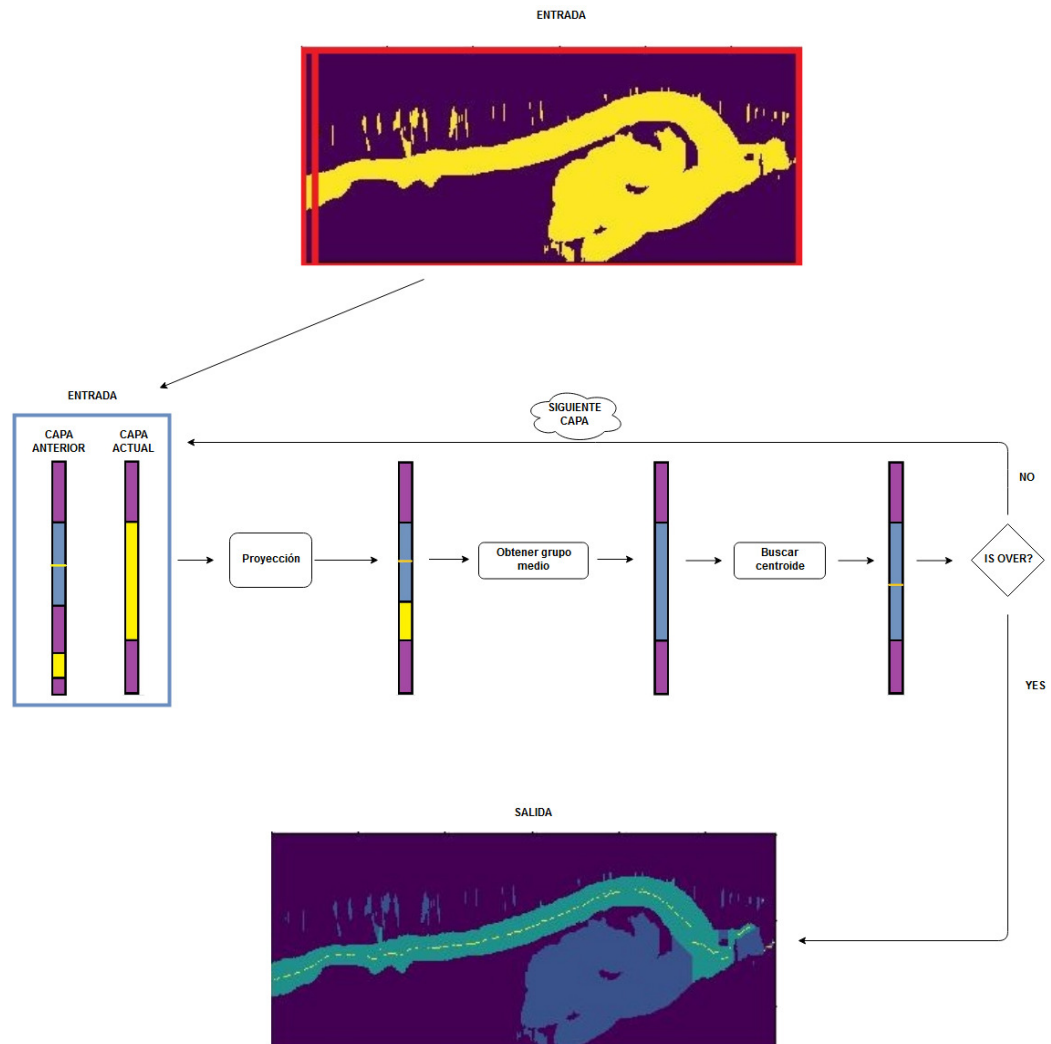 ENTRADA
ENTRADA
CAPA
ANTERIOR
CAPA
ACTUAL
SIGUIENTE
CAPA
Proyección
Obtener grupo
medio
Buscar
centroide
IS OVER?
NO
YES
SALIDA